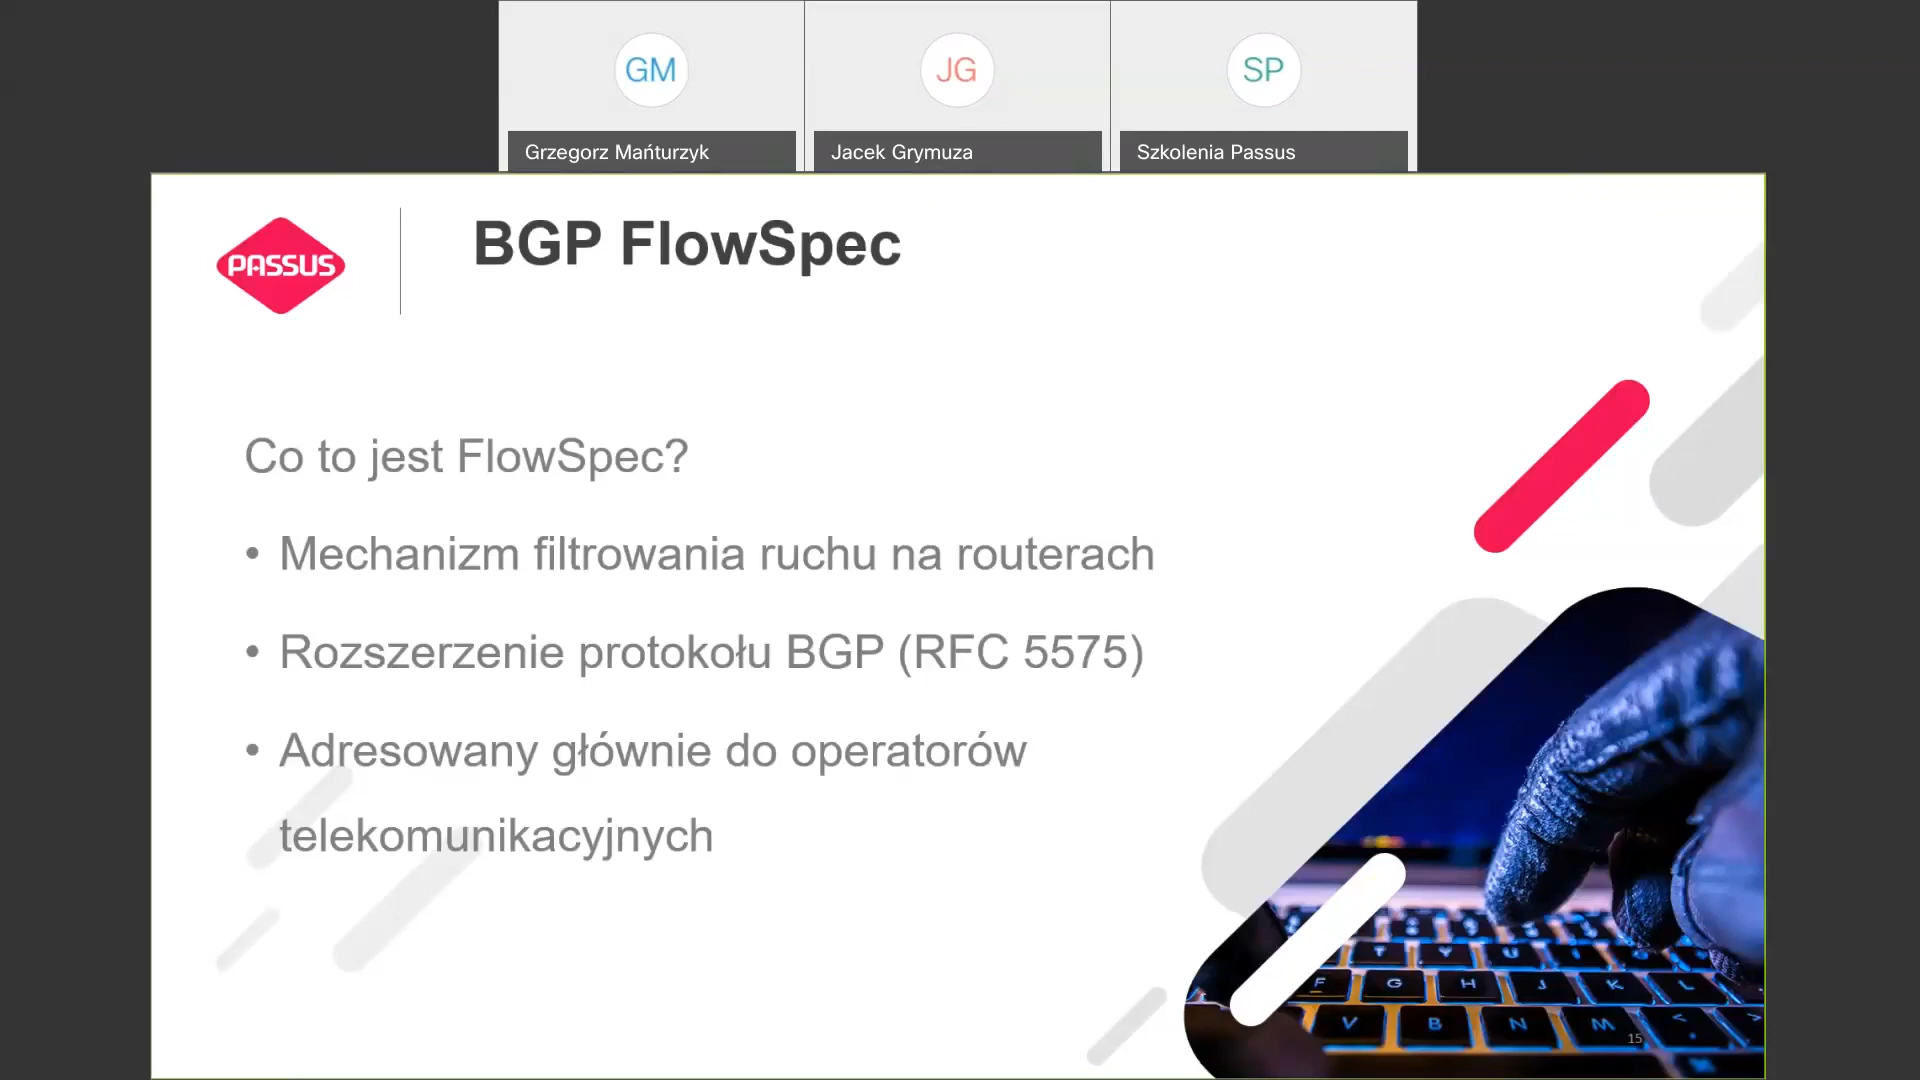 GM
JG
SP
Grzegorz Mańturzyk
Jacek Grymuza
Szkolenia Passus
PASSUS
BGP FlowSpec
Co to jest FlowSpec?
• Mechanizm filtrowania ruchu na routerach
• Rozszerzenie protokołu BGP (RFC 5575)
• Adresowany głównie do operatorów
telekomunikacyjnych
T Y U I
F G H J K L
V B N M
15